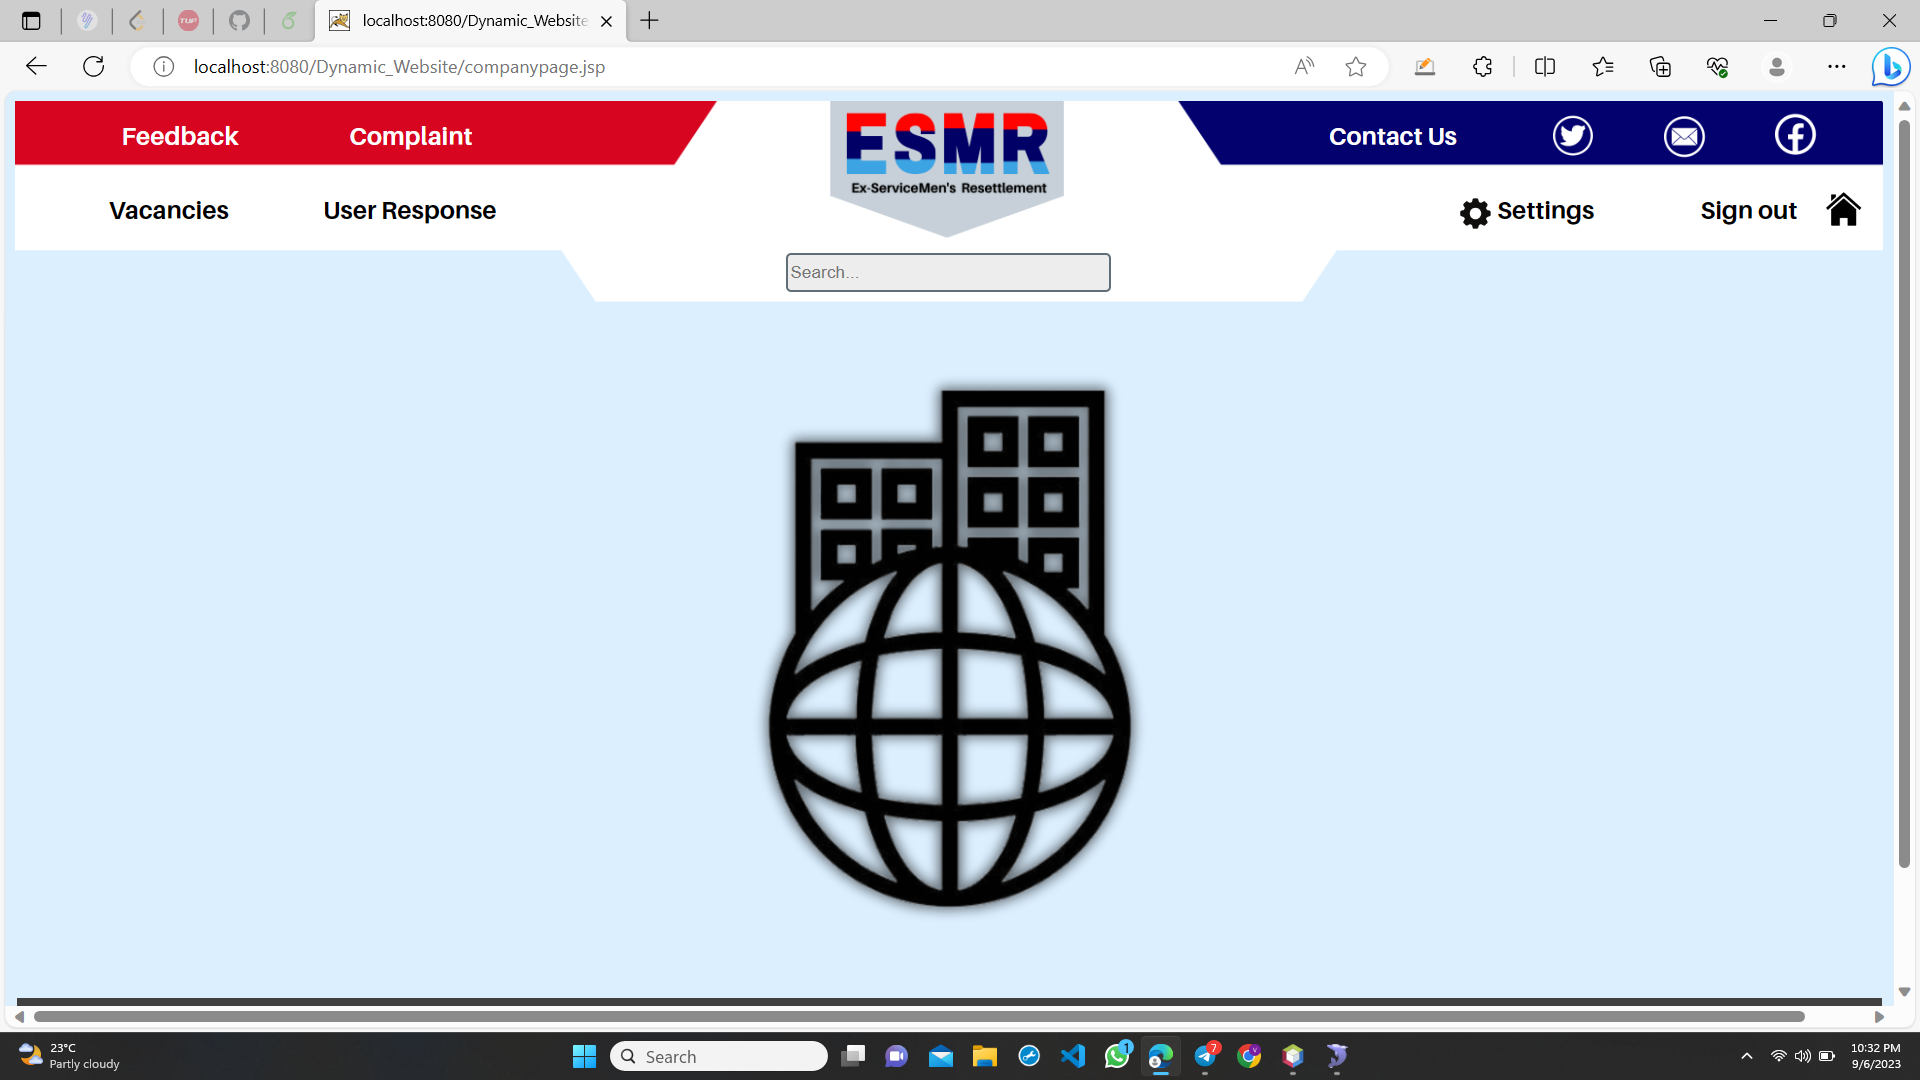 localhost:8080/Dynamic_Website
localhost:8080/Dynamic_Website/companypage.jsp
Feedback
Complaint
ESMR
Ex-ServiceMen's Resettlement
Contact Us
Vacancies
User Response
Settings
Sign out
Search...
23°C
Partly cloudy
Search
1
7
V
10:32 PM
9/6/2023